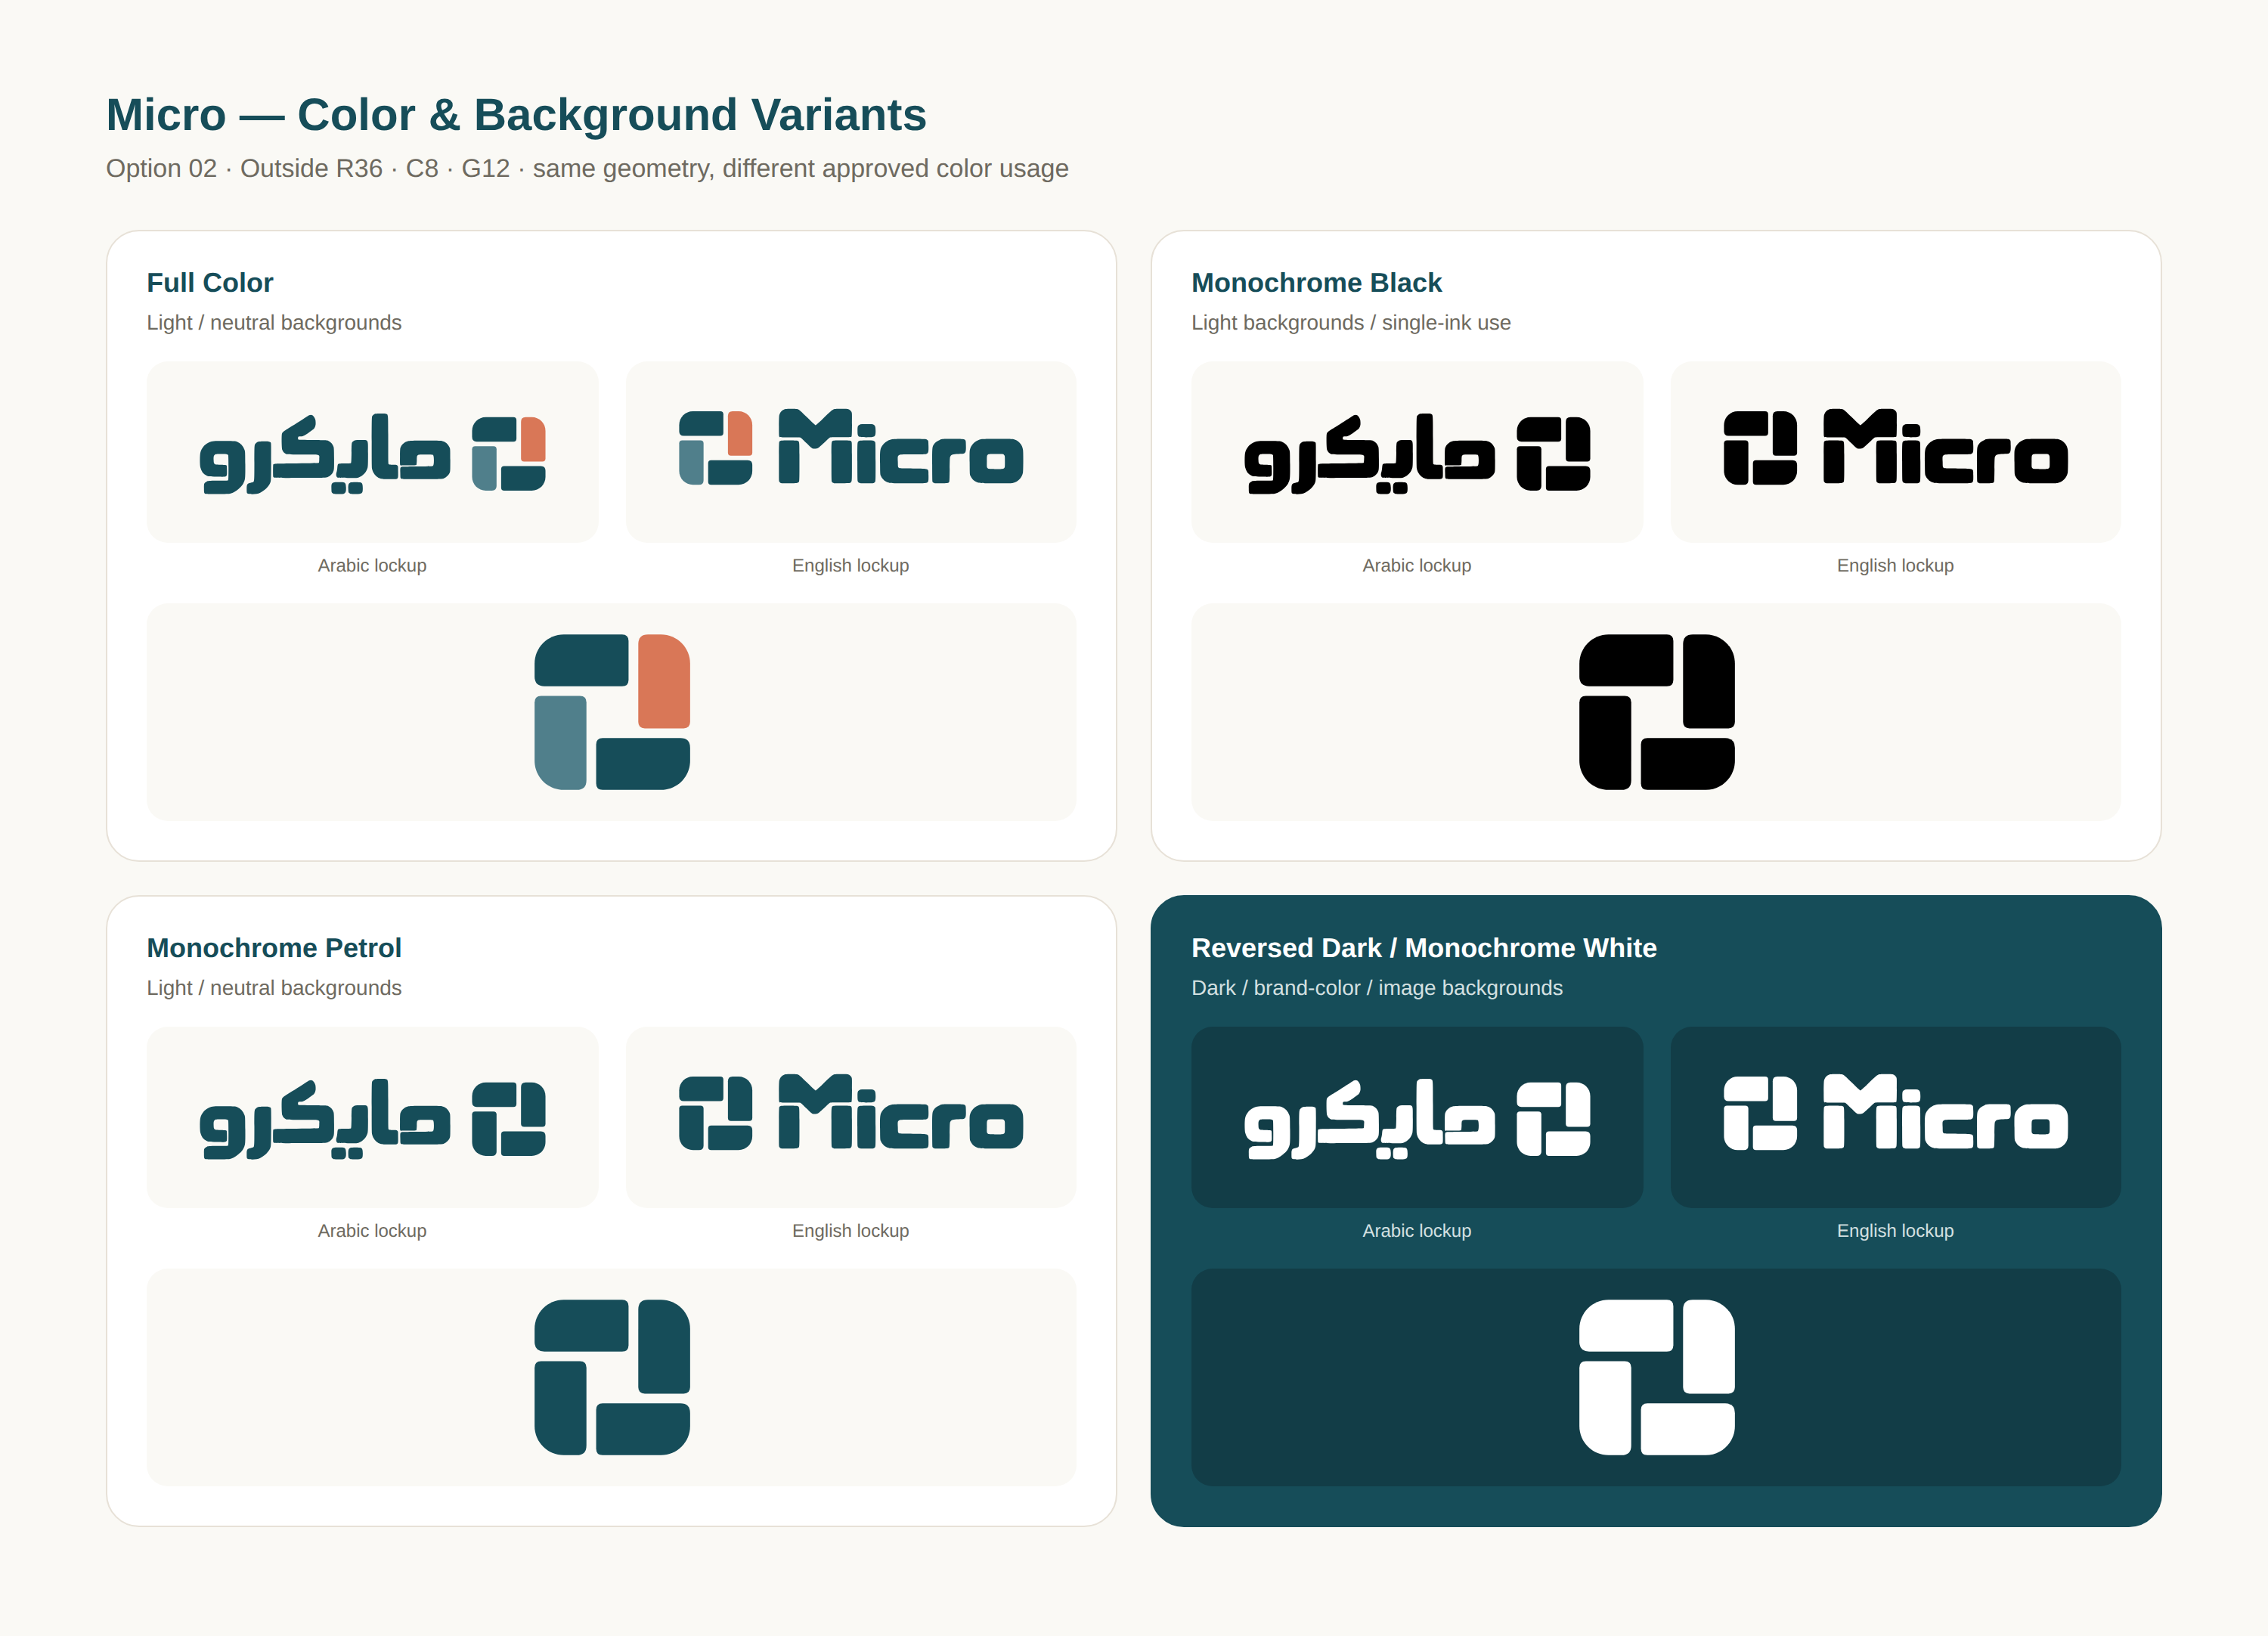 Micro — Color & Background Variants
Option 02 · Outside R36 · C8 · G12 · same geometry, different approved color usage
Full Color
Light / neutral backgrounds
مايكرو
Micro
Arabic lockup
English lockup
Monochrome Black
Light backgrounds / single-ink use
مايكرو
Micro
Arabic lockup
English lockup
Monochrome Petrol
Light / neutral backgrounds
مايكرو
Micro
Arabic lockup
English lockup
Reversed Dark / Monochrome White
Dark / brand-color / image backgrounds
مايكرو
Micro
Arabic lockup
English lockup